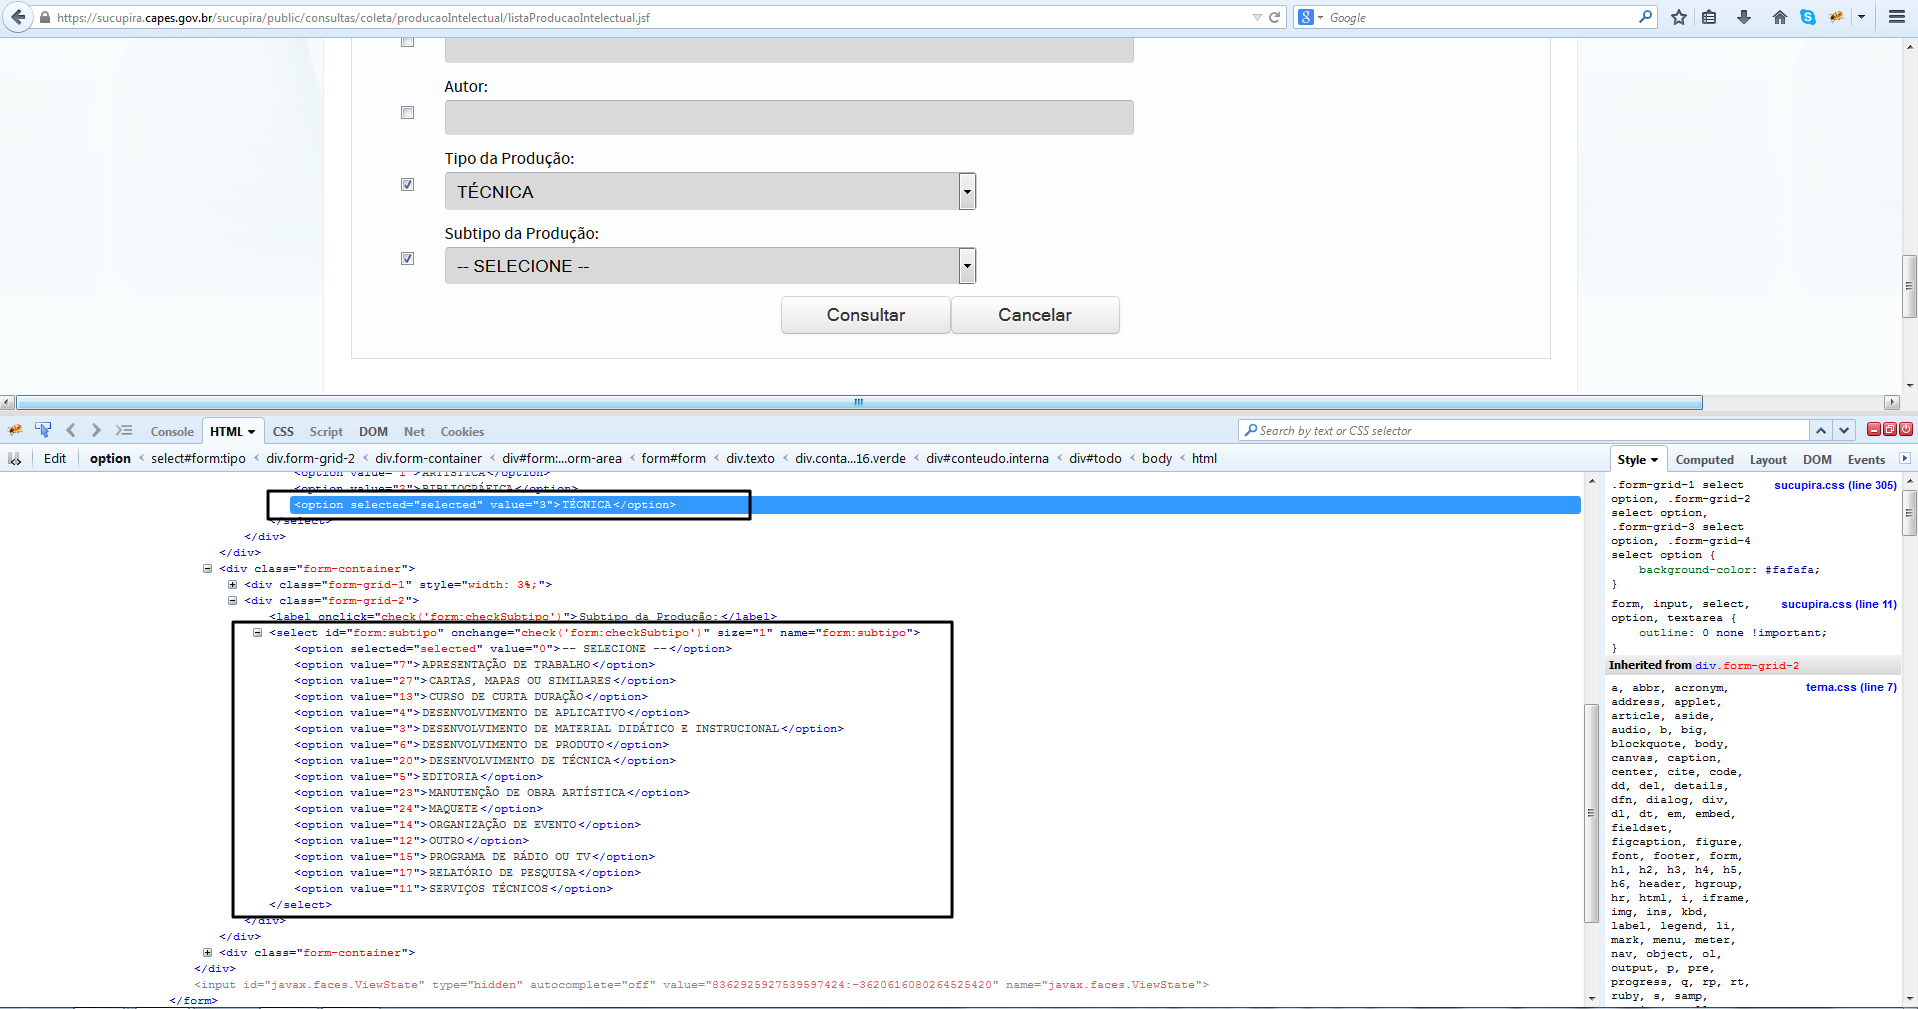 https://sucupira.capes.gov.br/sucupira/public/consultas/coleta/producaoIntelectual/listaProducaoIntelectual.jsf
Google
Autor:
Tipo da Produção:
TÉCNICA
Subtipo da Produção:
-- SELECIONE --
Consultar Cancelar
Console HTML CSS Script DOM Net Cookies
Search by text or CSS selector
Edit option < select#form:tipo < div.form-grid-2 < div.form-container < div#form:...orm-area < form#form < div.texto < div.conta...16.verde < div#conteudo.interna < div#todo < body < html
<option value="1">ARTÍSTICA</option>
<option value="2">BIBLIOGRÁFICA</option>
<option selected="selected" value="3">TÉCNICA</option>
</select>
</div>
</div>
<div class="form-container">
<div class="form-grid-1" style="width: 3%;">
<div class="form-grid-2">
<label onclick="check('form:checkSubtipo')">Subtipo da Produção:</label>
<select id="form:subtipo" onchange="check('form:checkSubtipo')" size="1" name="form:subtipo">
<option selected="selected" value="0">-- SELECIONE --</option>
<option value="7">APRESENTAÇÃO DE TRABALHO</option>
<option value="27">CARTAS, MAPAS OU SIMILARES</option>
<option value="13">CURSO DE CURTA DURAÇÃO</option>
<option value="4">DESENVOLVIMENTO DE APLICATIVO</option>
<option value="3">DESENVOLVIMENTO DE MATERIAL DIDÁTICO E INSTRUCIONAL</option>
<option value="6">DESENVOLVIMENTO DE PRODUTO</option>
<option value="20">DESENVOLVIMENTO DE TÉCNICA</option>
<option value="5">EDITORIA</option>
<option value="23">MANUTENÇÃO DE OBRA ARTÍSTICA</option>
<option value="24">MAQUETE</option>
<option value="14">ORGANIZAÇÃO DE EVENTO</option>
<option value="12">OUTRO</option>
<option value="15">PROGRAMA DE RÁDIO OU TV</option>
<option value="17">RELATÓRIO DE PESQUISA</option>
<option value="11">SERVIÇOS TÉCNICOS</option>
</select>
</div>
</div>
<div class="form-container">
</div>
<input id="javax.faces.ViewState" type="hidden" autocomplete="off" value="8362925927539597424:-3620616080264525420" name="javax.faces.ViewState">
</form>
Style Computed Layout DOM Events
.form-grid-1 select sucupira.css (line 305)
option, .form-grid-2
select option,
.form-grid-3 select
option, .form-grid-4
select option {
background-color: #fafafa;
}
form, input, select, sucupira.css (line 11)
option, textarea {
outline: 0 none !important;
}
Inherited from div.form-grid-2
a, abbr, acronym, tema.css (line 7)
address, applet,
article, aside,
audio, b, big,
blockquote, body,
canvas, caption,
center, cite, code,
dd, del, details,
dfn, dialog, div,
dl, dt, em, embed,
fieldset,
figcaption, figure,
font, footer, form,
h1, h2, h3, h4, h5,
h6, header, hgroup,
hr, html, i, iframe,
img, ins, kbd,
label, legend, li,
mark, menu, meter,
nav, object, ol,
output, p, pre,
progress, q, rp, rt,
ruby, s, samp,